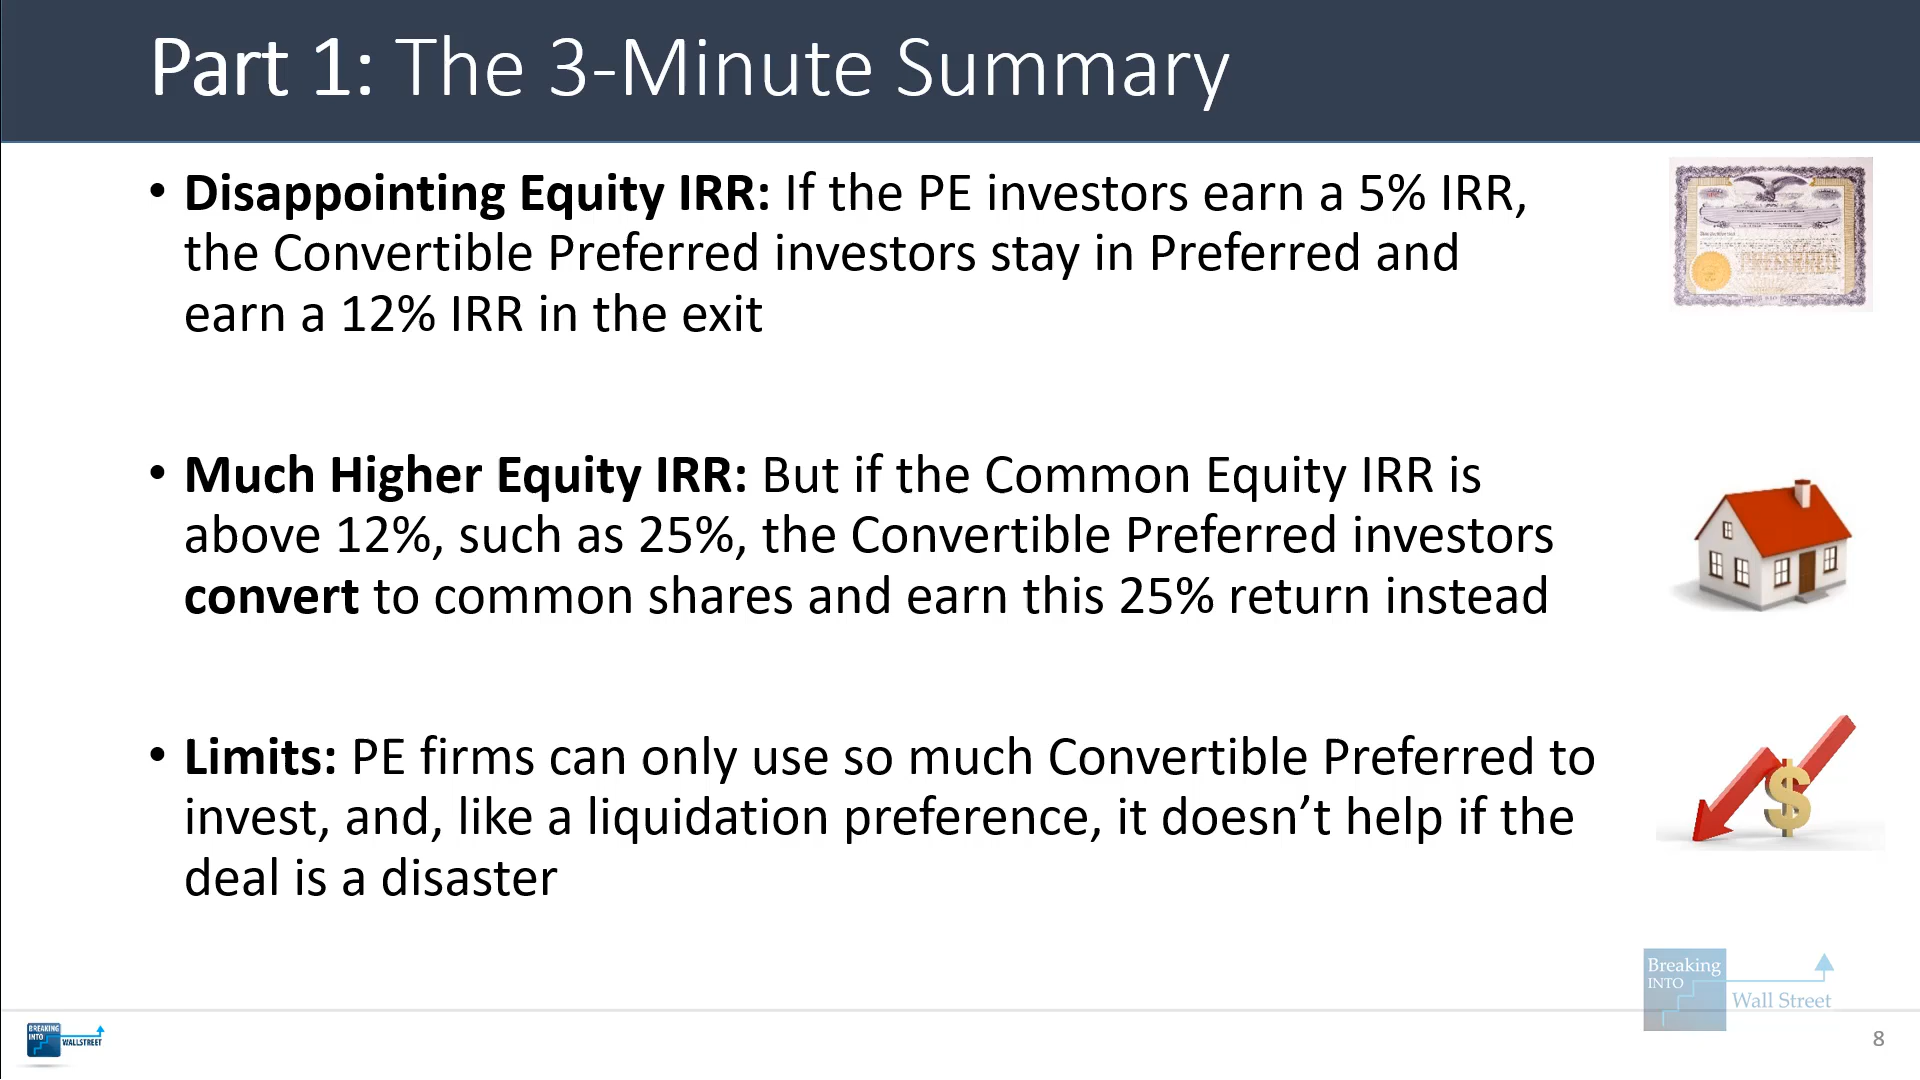 Part 1: The 3-Minute Summary
• Disappointing Equity IRR: If the PE investors earn a 5% IRR,
the Convertible Preferred investors stay in Preferred and
earn a 12% IRR in the exit
• Much Higher Equity IRR: But if the Common Equity IRR is
above 12%, such as 25%, the Convertible Preferred investors
convert to common shares and earn this 25% return instead
• Limits: PE firms can only use so much Convertible Preferred to
invest, and, like a liquidation preference, it doesn’t help if the
deal is a disaster
$
Breaking
INTO
Wall Street
BREAKING
INTO
WALLSTREET
8